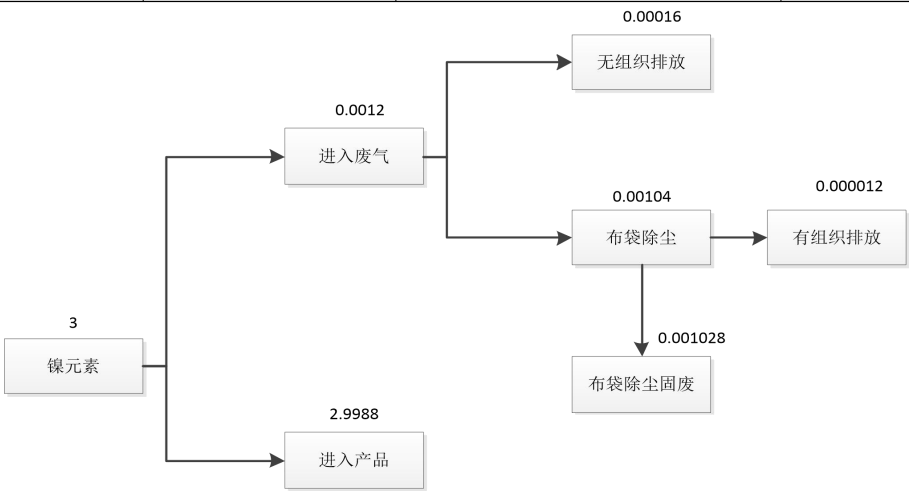 0.00016
无组织排放
0.0012
进入废气
0.00104
布袋除尘
0.000012
有组织排放
3
镍元素
0.001028
布袋除尘固废
2.9988
进入产品